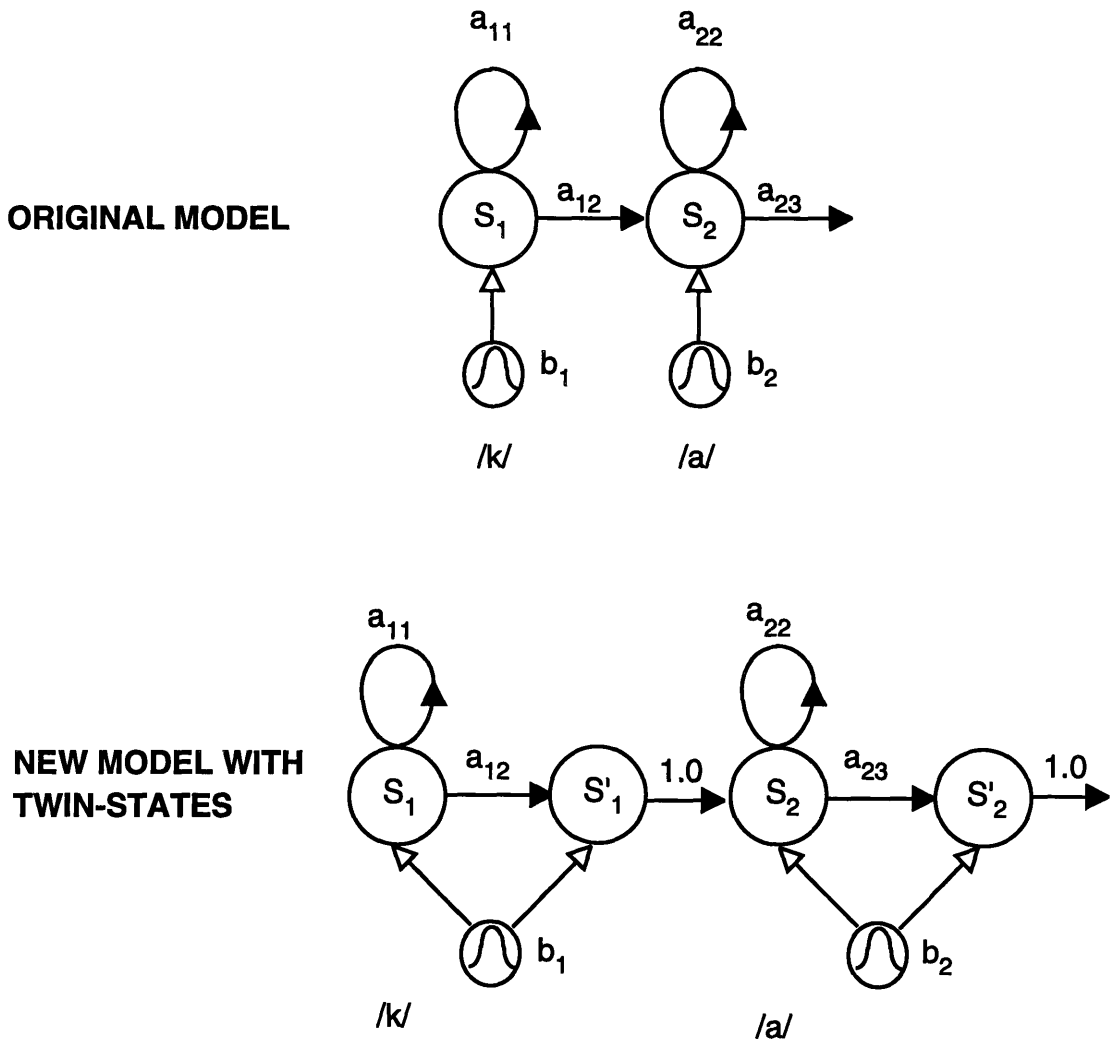 a11 a22
ORIGINAL MODEL S1 a12 S2 a23
b1 b2
/k/ /a/
a11 a22
NEW MODEL WITH
TWIN-STATES
S1 a12 S'1 1.0 S2 a23 S'2 1.0
b1 b2
/k/ /a/